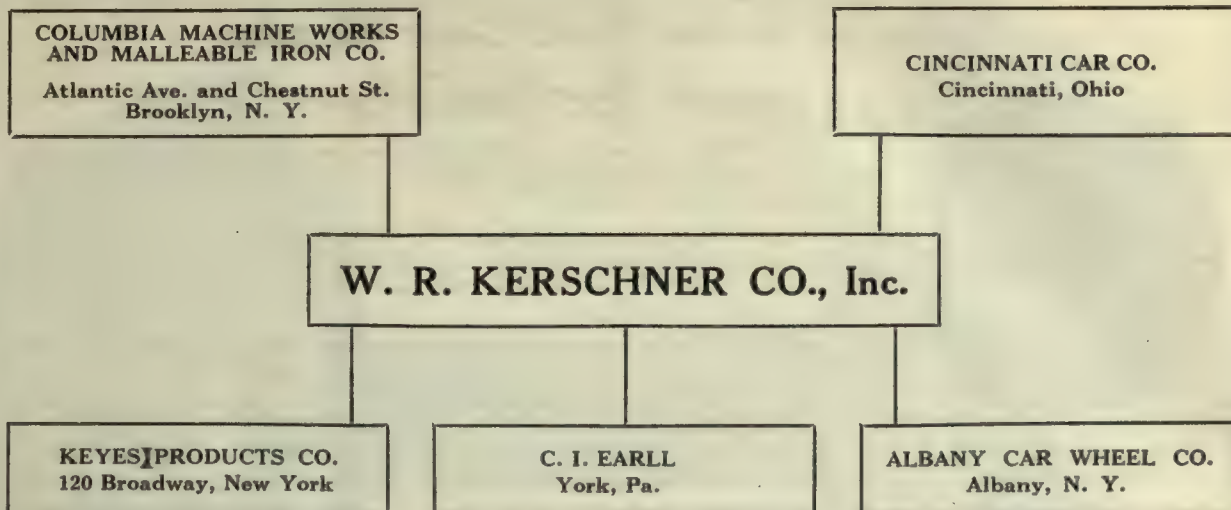 COLUMBIA MACHINE WORKS
AND MALLEABLE IRON CO.
Atlantic Ave. and Chestnut St.
Brooklyn, N. Y.
CINCINNATI CAR CO.
Cincinnati, Ohio
W. R. KERSCHNER CO., Inc.
KEYES PRODUCTS CO.
120 Broadway, New York
C. I. EARLL
York, Pa.
ALBANY CAR WHEEL CO.
Albany, N. Y.